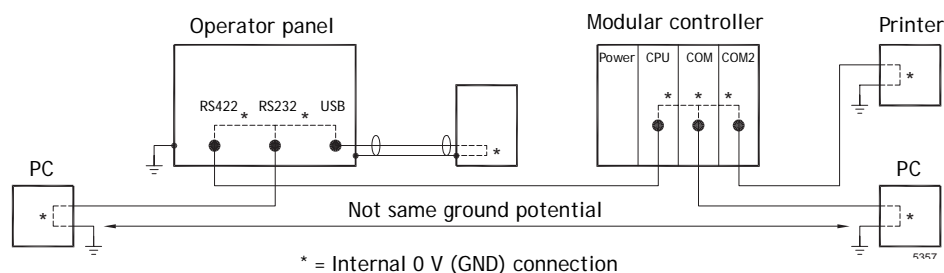 Operator panel
Modular controller
Printer
Power CPU COM COM2
RS422 RS232 USB
* *
* * *
*
*
PC
PC
*
*
Not same ground potential
* = Internal 0 V (GND) connection
5357